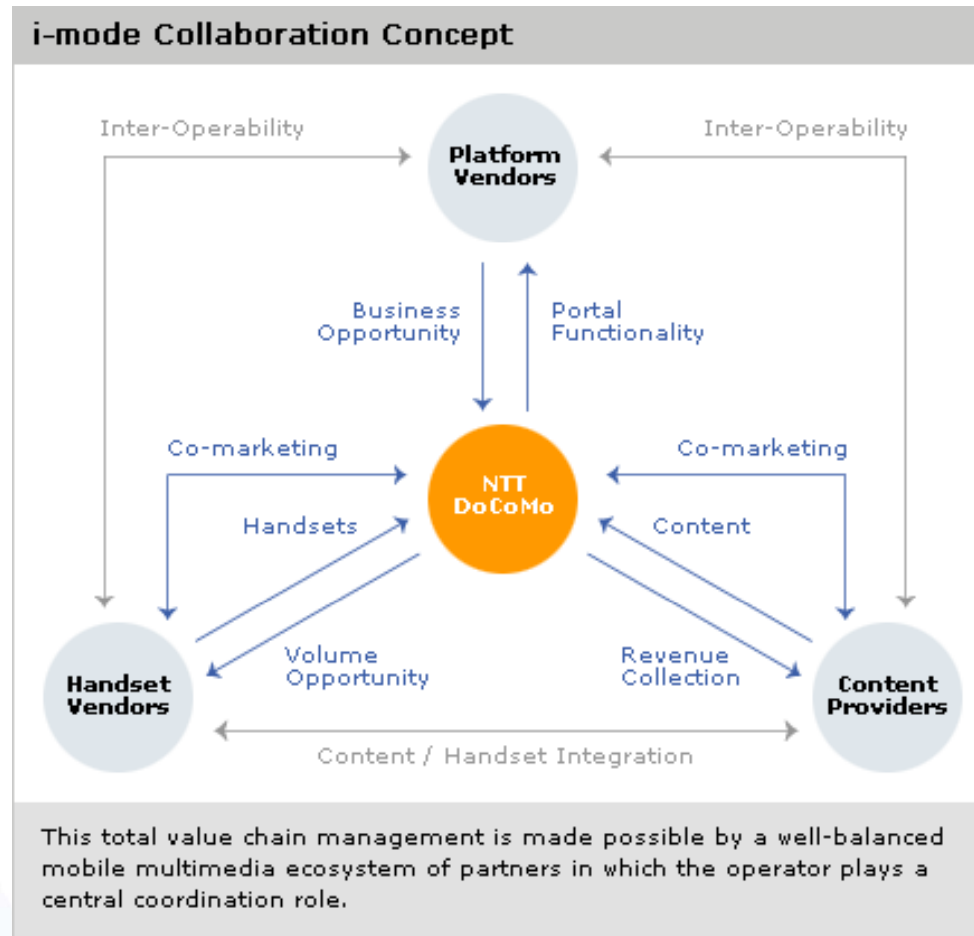 i-mode Collaboration Concept
Inter-Operability
Inter-Operability
Platform
Vendors
Business
Opportunity
Portal
Functionality
Co-marketing
Co-marketing
NTT
DoCoMo
Handsets
Content
Volume
Opportunity
Revenue
Collection
Handset
Vendors
Content
Providers
Content / Handset Integration
This total value chain management is made possible by a well-balanced
mobile multimedia ecosystem of partners in which the operator plays a
central coordination role.